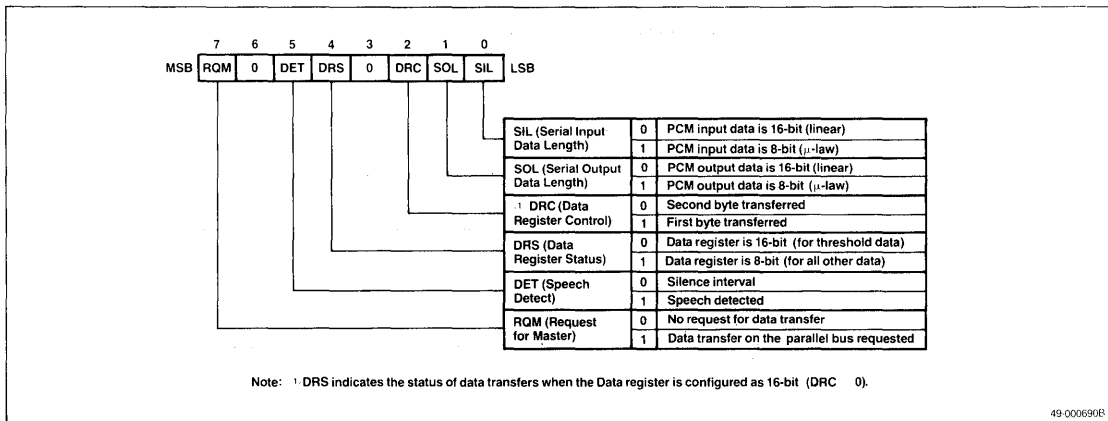 7 6 5 4 3 2 1 0
MSB RQM 0 DET DRS 0 DRC SOL SIL LSB
SIL (Serial Input
Data Length)
0 PCM input data is 16-bit (linear)
1 PCM input data is 8-bit (μ-law)
SOL (Serial Output
Data Length)
0 PCM output data is 16-bit (linear)
1 PCM output data is 8-bit (μ-law)
1 DRC (Data
Register Control)
0 Second byte transferred
1 First byte transferred
DRS (Data
Register Status)
0 Data register is 16-bit (for threshold data)
1 Data register is 8-bit (for all other data)
DET (Speech
Detect)
0 Silence interval
1 Speech detected
RQM (Request
for Master)
0 No request for data transfer
1 Data transfer on the parallel bus requested
Note: 1. DRS indicates the status of data transfers when the Data register is configured as 16-bit (DRC 0).
49-000690B